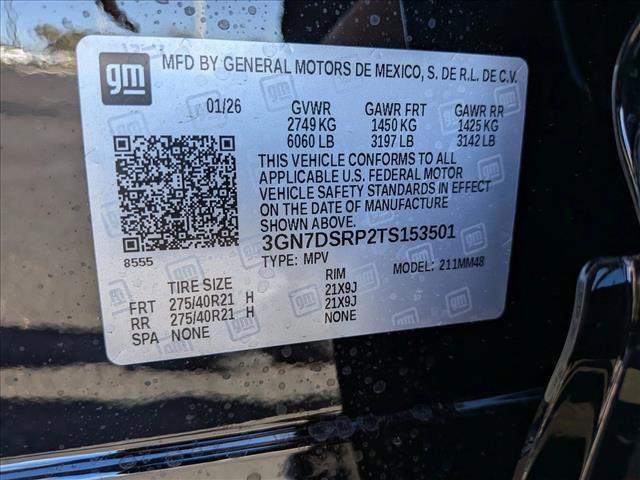 gm
MFD BY GENERAL MOTORS DE MEXICO, S. DE R.L. DE C.V.
01/26 GVWR GAWR FRT GAWR RR
2749 KG 1450 KG 1425 KG
6060 LB 3197 LB 3142 LB
THIS VEHICLE CONFORMS TO ALL
APPLICABLE U.S. FEDERAL MOTOR
VEHICLE SAFETY STANDARDS IN EFFECT
ON THE DATE OF MANUFACTURE
SHOWN ABOVE.
3GN7DSRP2TS153501
8555 TYPE: MPV MODEL: 211MM48
TIRE SIZE RIM
FRT 275/40R21 H 21X9J
RR 275/40R21 H 21X9J
SPA NONE NONE